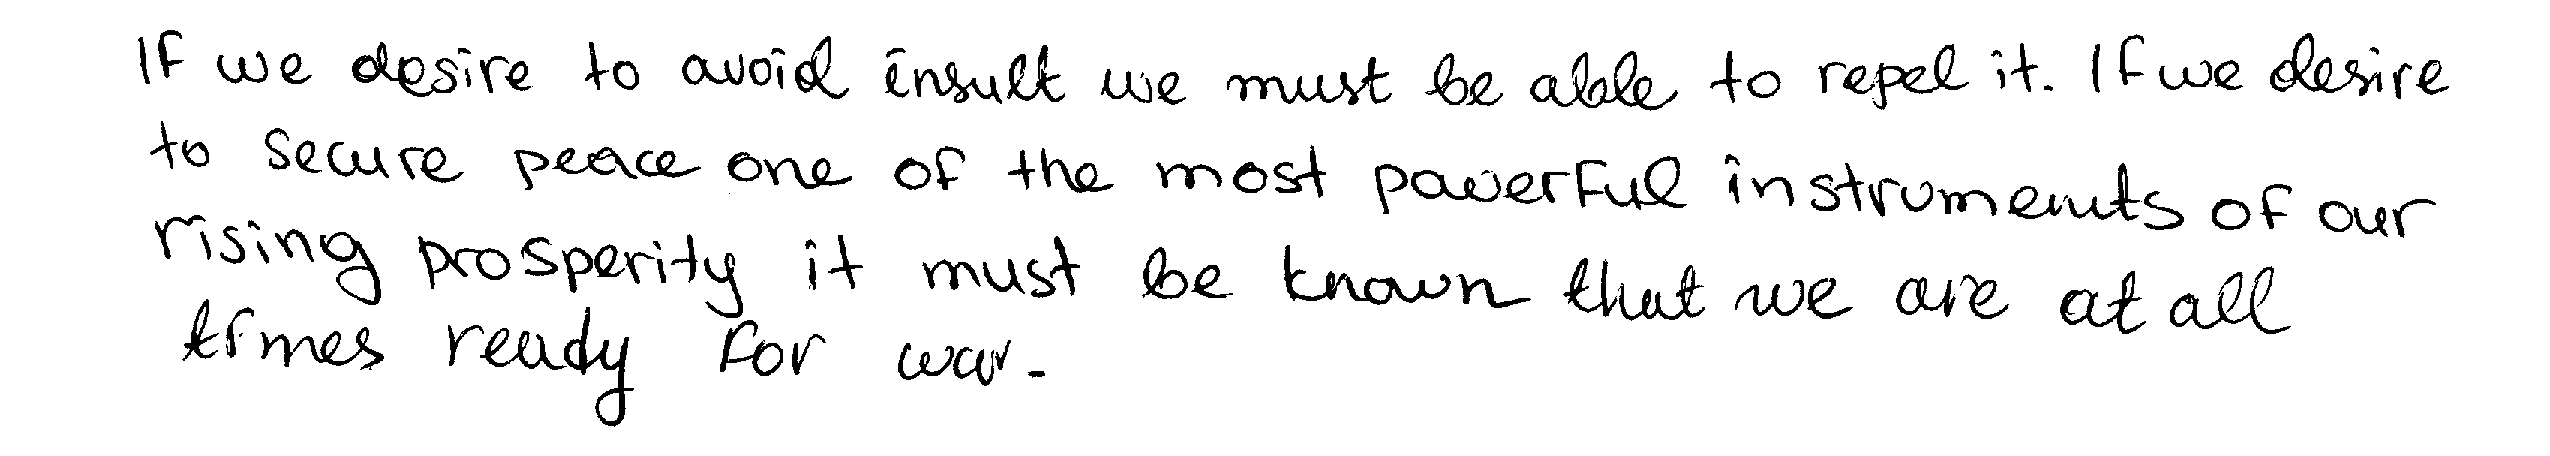 If we desire to avoid insult we must be able to repel it. If we desire
to secure peace one of the most powerful instruments of our
rising prosperity it must be known that we are at all
times ready for war.